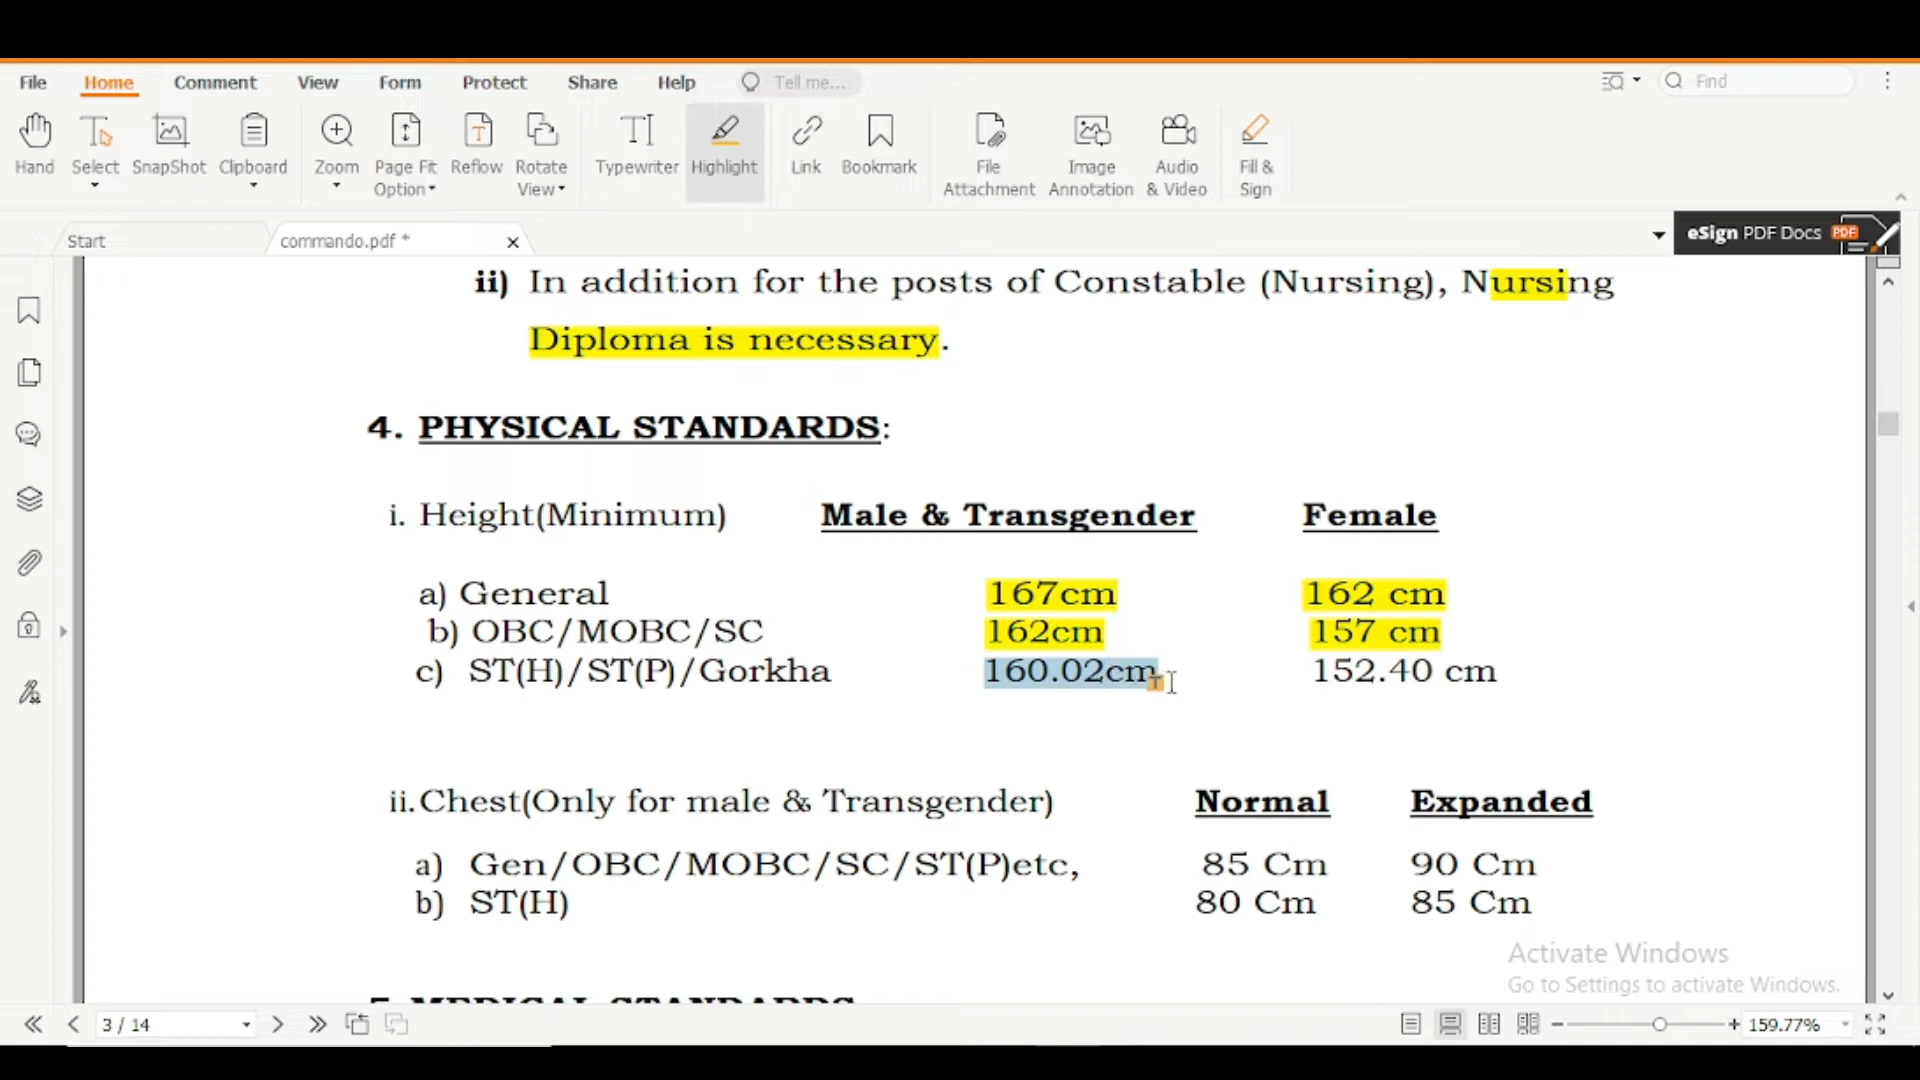 File Home Comment View Form Protect Share Help Tell me... Find
Hand Select SnapShot Clipboard Zoom Page Fit Option Reflow Rotate View Typewriter Highlight Link Bookmark File Attachment Image Annotation Audio & Video Fill & Sign
Start commando.pdf * eSign PDF Docs PDF
ii) In addition for the posts of Constable (Nursing), Nursing
Diploma is necessary.
4. PHYSICAL STANDARDS:
i. Height(Minimum) Male & Transgender Female
a) General 167cm 162 cm
b) OBC/MOBC/SC 162cm 157 cm
c) ST(H)/ST(P)/Gorkha 160.02cm 152.40 cm
ii. Chest(Only for male & Transgender) Normal Expanded
a) Gen/OBC/MOBC/SC/ST(P)etc, 85 Cm 90 Cm
b) ST(H) 80 Cm 85 Cm
Activate Windows
Go to Settings to activate Windows.
5. MEDICAL STANDARDS
3 / 14 159.77%